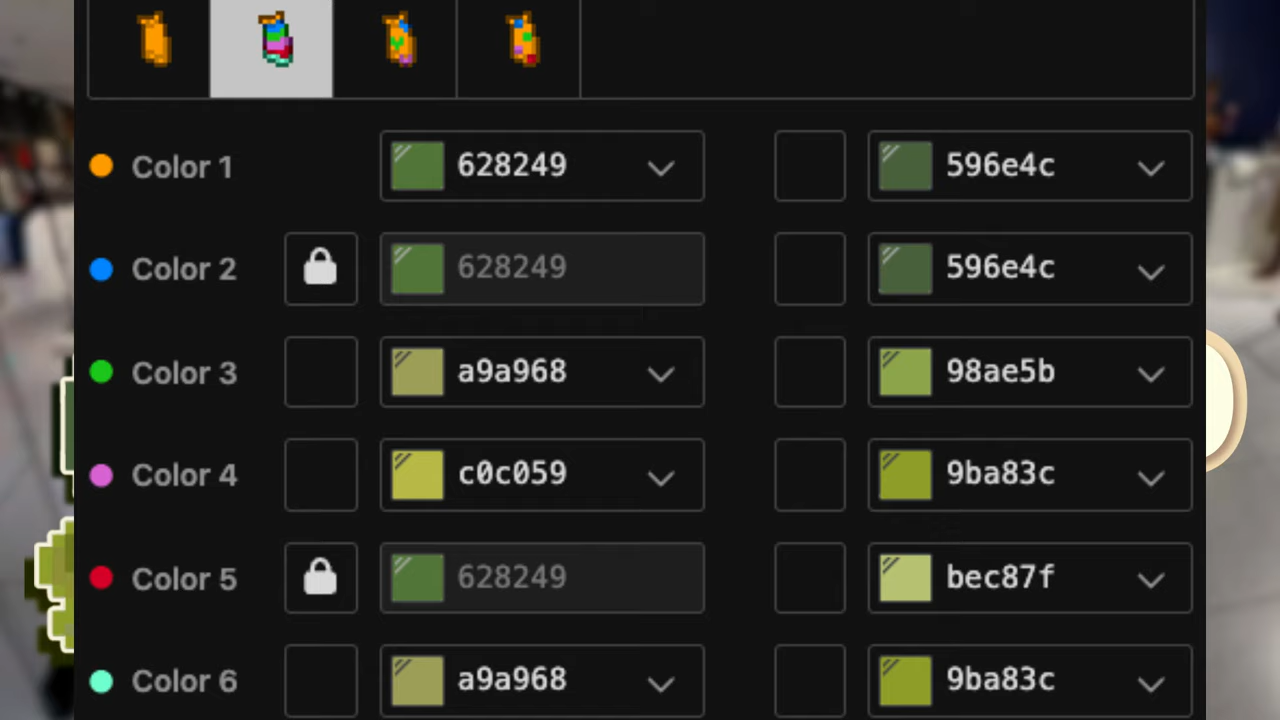 Color 1 628249 596e4c
Color 2 628249 596e4c
Color 3 a9a968 98ae5b
Color 4 c0c059 9ba83c
Color 5 628249 bec87f
Color 6 a9a968 9ba83c